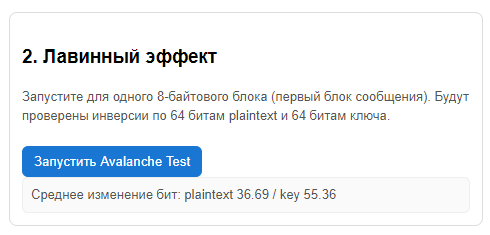 2. Лавинный эффект
Запустите для одного 8-байтового блока (первый блок сообщения). Будут
проверены инверсии по 64 битам plaintext и 64 битам ключа.
Запустить Avalanche Test
Среднее изменение бит: plaintext 36.69 / key 55.36